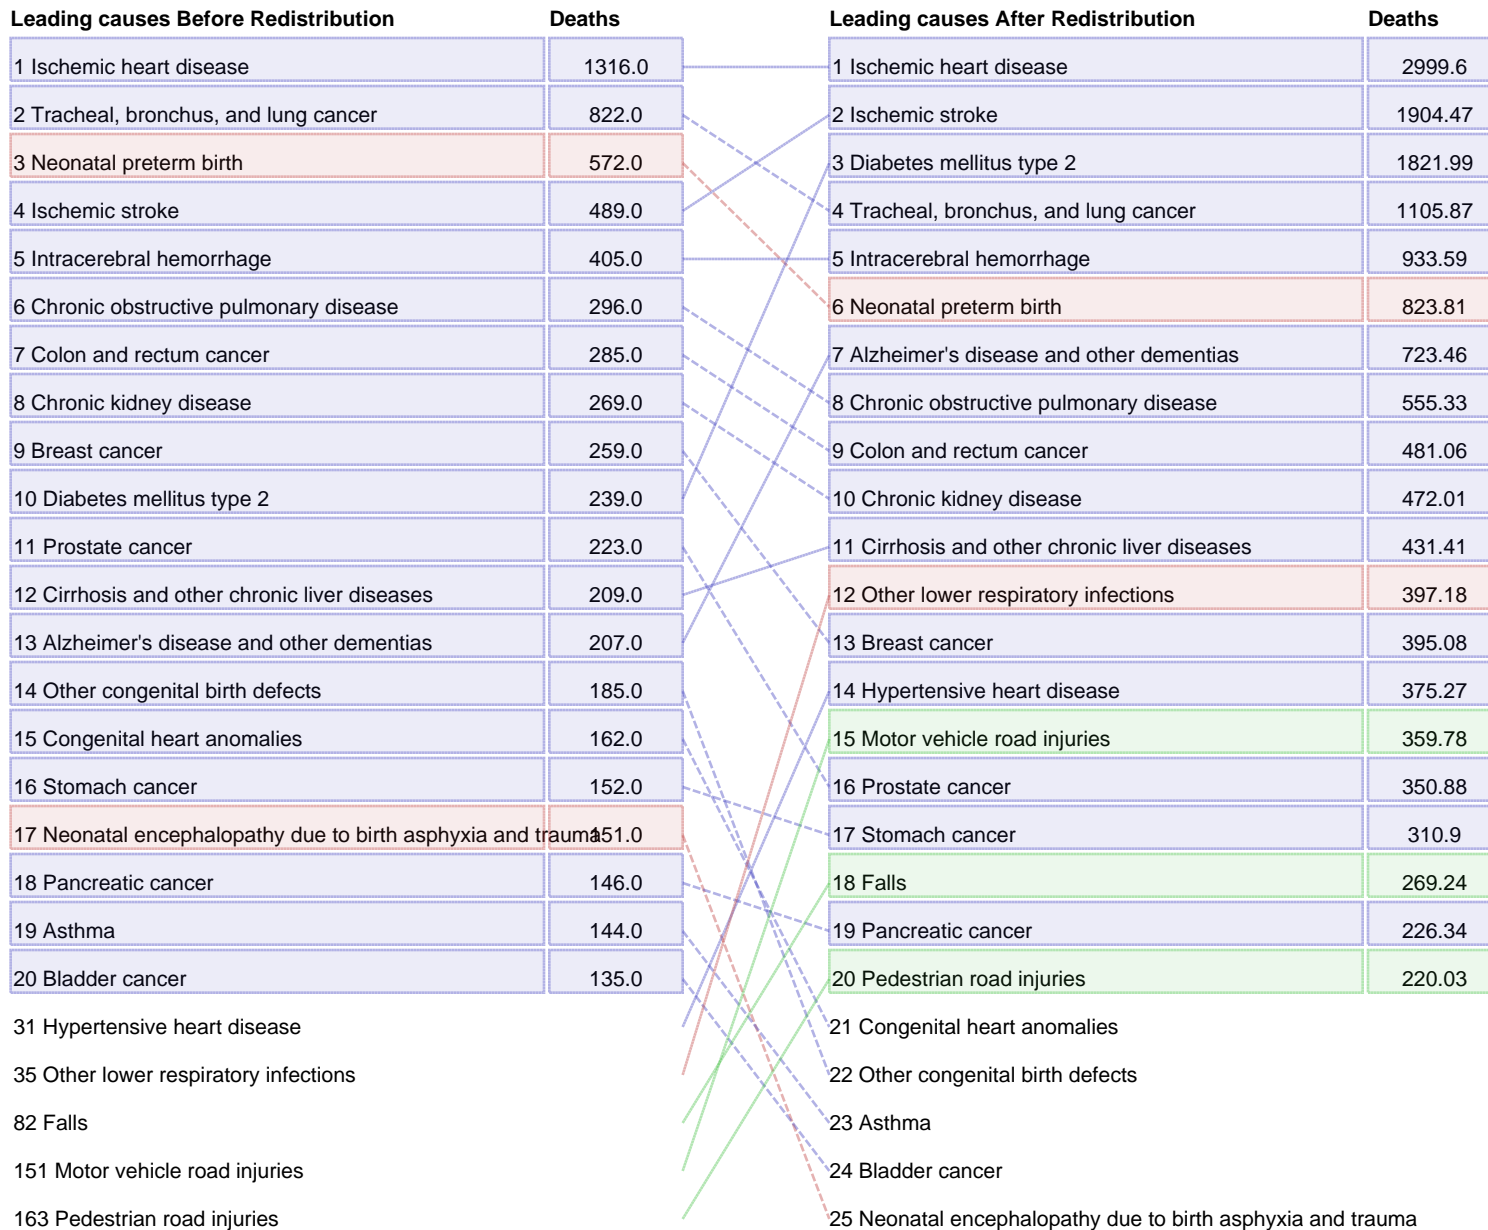 Leading causes Before Redistribution Deaths Leading causes After Redistribution Deaths
1 Ischemic heart disease 1316.0 1 Ischemic heart disease 2999.6
2 Tracheal, bronchus, and lung cancer 822.0 2 Ischemic stroke 1904.47
3 Neonatal preterm birth 572.0 3 Diabetes mellitus type 2 1821.99
4 Ischemic stroke 489.0 4 Tracheal, bronchus, and lung cancer 1105.87
5 Intracerebral hemorrhage 405.0 5 Intracerebral hemorrhage 933.59
6 Chronic obstructive pulmonary disease 296.0 6 Neonatal preterm birth 823.81
7 Colon and rectum cancer 285.0 7 Alzheimer's disease and other dementias 723.46
8 Chronic kidney disease 269.0 8 Chronic obstructive pulmonary disease 555.33
9 Breast cancer 259.0 9 Colon and rectum cancer 481.06
10 Diabetes mellitus type 2 239.0 10 Chronic kidney disease 472.01
11 Prostate cancer 223.0 11 Cirrhosis and other chronic liver diseases 431.41
12 Cirrhosis and other chronic liver diseases 209.0 12 Other lower respiratory infections 397.18
13 Alzheimer's disease and other dementias 207.0 13 Breast cancer 395.08
14 Other congenital birth defects 185.0 14 Hypertensive heart disease 375.27
15 Congenital heart anomalies 162.0 15 Motor vehicle road injuries 359.78
16 Stomach cancer 152.0 16 Prostate cancer 350.88
17 Neonatal encephalopathy due to birth asphyxia and trauma 151.0 17 Stomach cancer 310.9
18 Pancreatic cancer 146.0 18 Falls 269.24
19 Asthma 144.0 19 Pancreatic cancer 226.34
20 Bladder cancer 135.0 20 Pedestrian road injuries 220.03
31 Hypertensive heart disease 21 Congenital heart anomalies
35 Other lower respiratory infections 22 Other congenital birth defects
82 Falls 23 Asthma
151 Motor vehicle road injuries 24 Bladder cancer
163 Pedestrian road injuries 25 Neonatal encephalopathy due to birth asphyxia and trauma